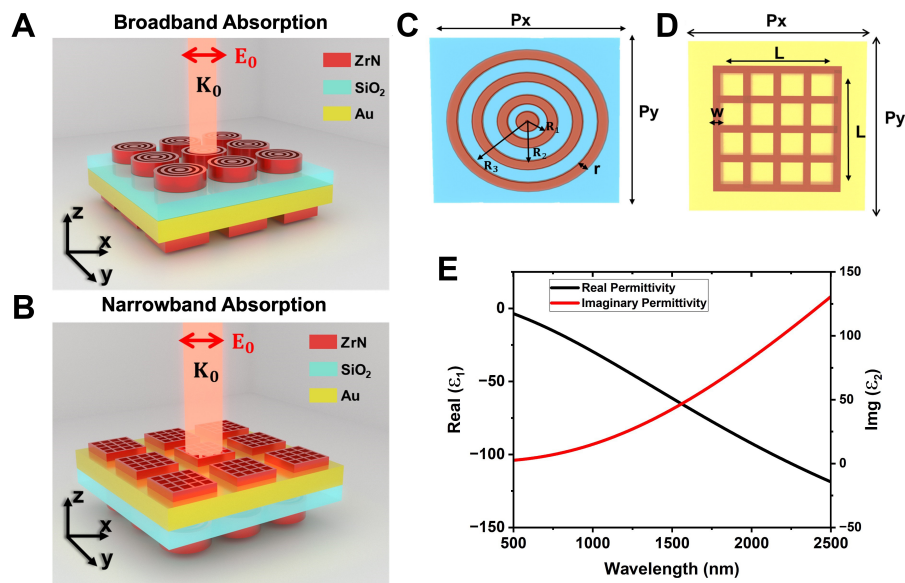 A
Broadband Absorption
E₀
K₀
ZrN
SiO₂
Au
z
x
y
B
Narrowband Absorption
E₀
K₀
ZrN
SiO₂
Au
z
x
y
C
Px
Py
R₁
R₂
R₃
r
D
Px
L
w
L
Py
E
Real Permittivity
Imaginary Permittivity
Real (ε₁)
0
−50
−100
−150
150
100
50
0
−50
Img (ε₂)
500 1000 1500 2000 2500
Wavelength (nm)